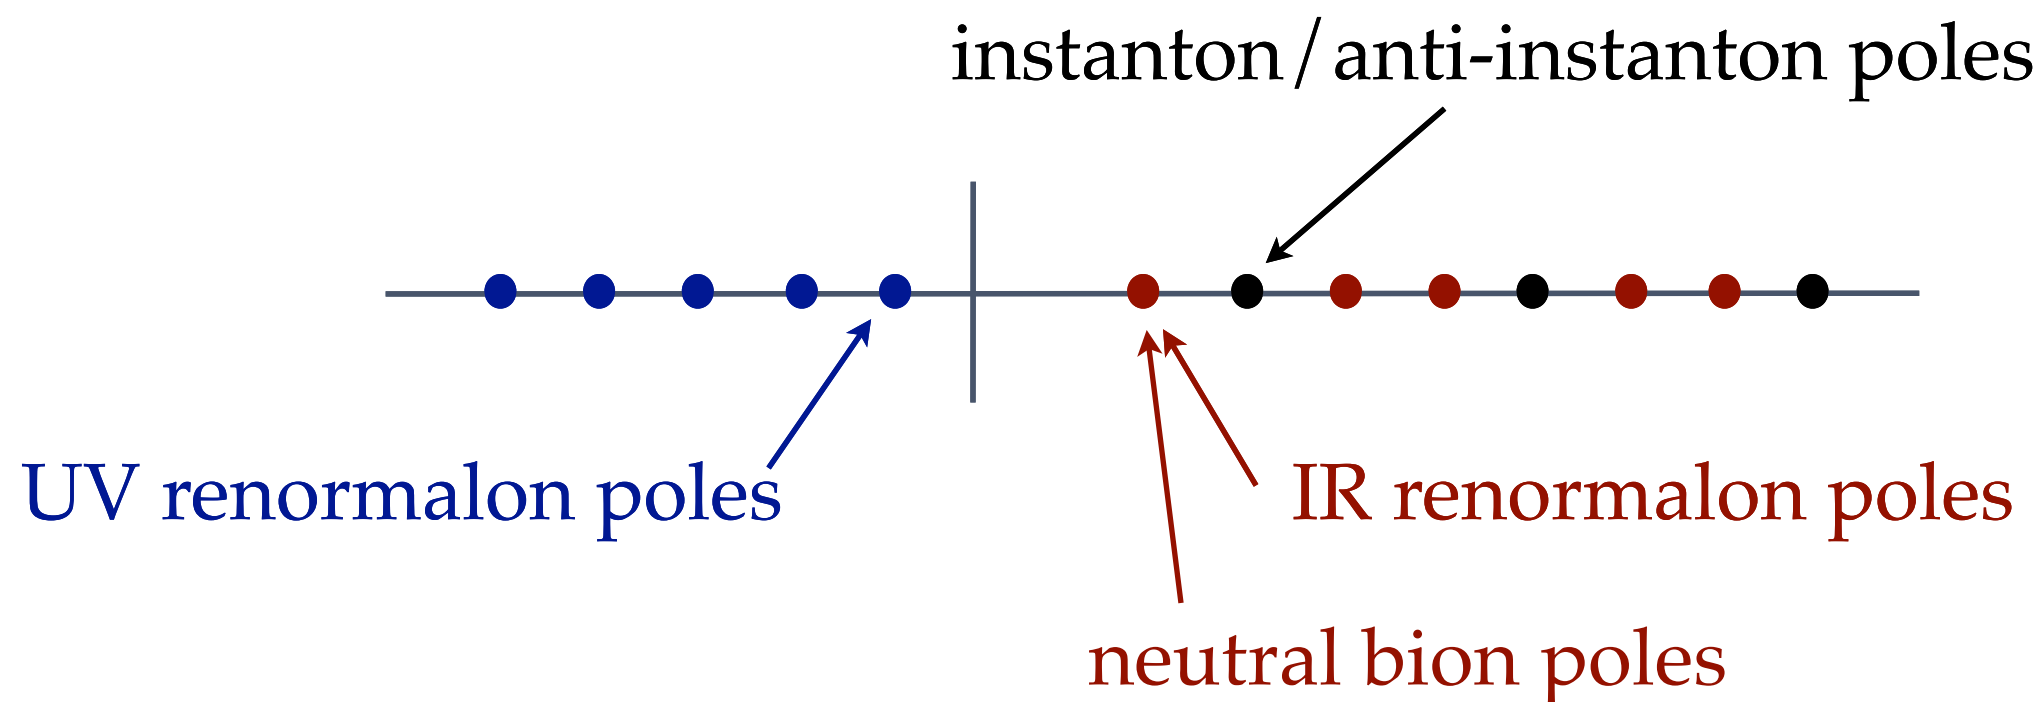 instanton/anti-instanton poles
UV renormalon poles
IR renormalon poles
neutral bion poles